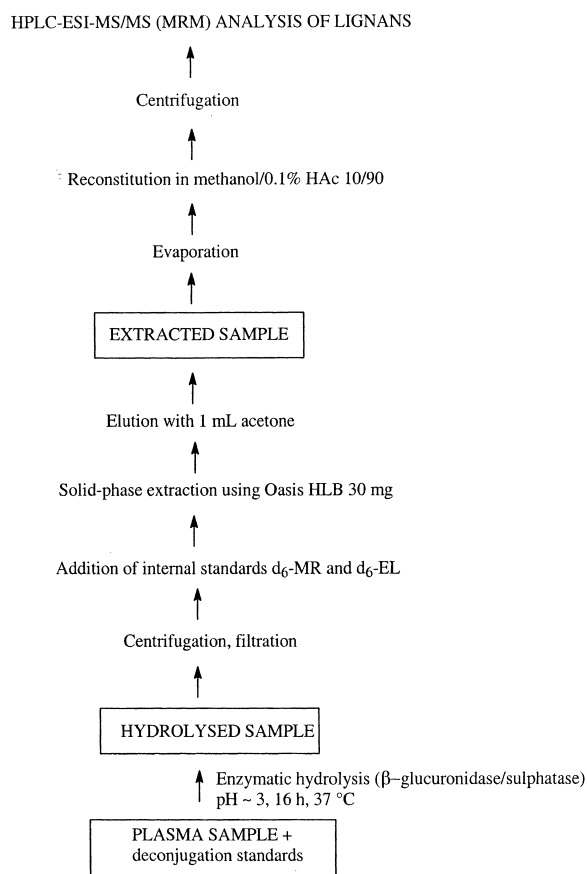 HPLC-ESI-MS/MS (MRM) ANALYSIS OF LIGNANS
Centrifugation
Reconstitution in methanol/0.1% HAc 10/90
Evaporation
EXTRACTED SAMPLE
Elution with 1 mL acetone
Solid-phase extraction using Oasis HLB 30 mg
Addition of internal standards d6-MR and d6-EL
Centrifugation, filtration
HYDROLYSED SAMPLE
Enzymatic hydrolysis (β−glucuronidase/sulphatase)
pH ~ 3, 16 h, 37 °C
PLASMA SAMPLE +
deconjugation standards